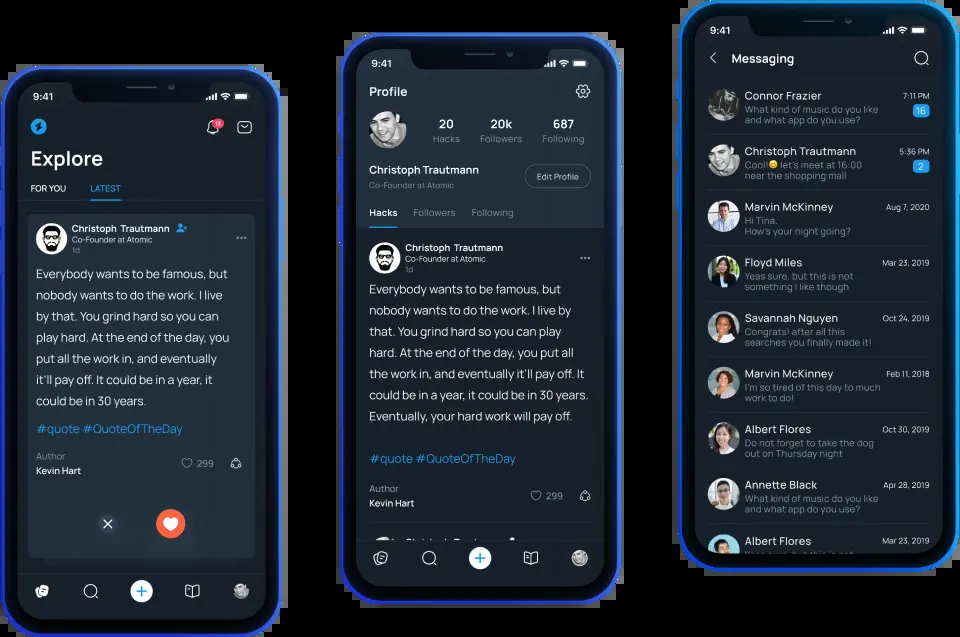 9:41
13
Explore
FOR YOU
LATEST
Christoph Trautmann
Co-Founder at Atomic
1d
Everybody wants to be famous, but
nobody wants to do the work. I live
by that. You grind hard so you can
play hard. At the end of the day, you
put all the work in, and eventually
it'll pay off. It could be in a year, it
could be in 30 years.
#quote #QuoteOfTheDay
Author
Kevin Hart
299
9:41
Profile
20
20k
687
Hacks
Followers
Following
Christoph Trautmann
Co-Founder at Atomic
Edit Profile
Hacks
Followers
Following
Christoph Trautmann
Co-Founder at Atomic
1d
Everybody wants to be famous, but
nobody wants to do the work. I live by
that. You grind hard so you can play
hard. At the end of the day, you put all
the work in, and eventually it'll pay off. It
could be in a year, it could be in 30 years.
Eventually, your hard work will pay off.
#quote #QuoteOfTheDay
Author
Kevin Hart
299
9:41
Messaging
Connor Frazier
7:11 PM
What kind of music do you like
and what app do you use?
16
Christoph Trautmann
5:36 PM
Cool!😊 let's meet at 16:00
near the shopping mall
2
Marvin McKinney
Aug 7, 2020
Hi Tina.
How's your night going?
Floyd Miles
Mar 23, 2019
Yeas sure, but this is not
something I like though
Savannah Nguyen
Oct 24, 2019
Congrats! after all this
searches you finally made it!
Marvin McKinney
Feb 11, 2018
I'm so tired of this day to much
work to do!
Albert Flores
Oct 30, 2019
Do not forget to take the dog
out on Thursday night
Annette Black
Apr 28, 2019
What kind of music do you like
and what app do you use?
Albert Flores
Mar 23, 2019